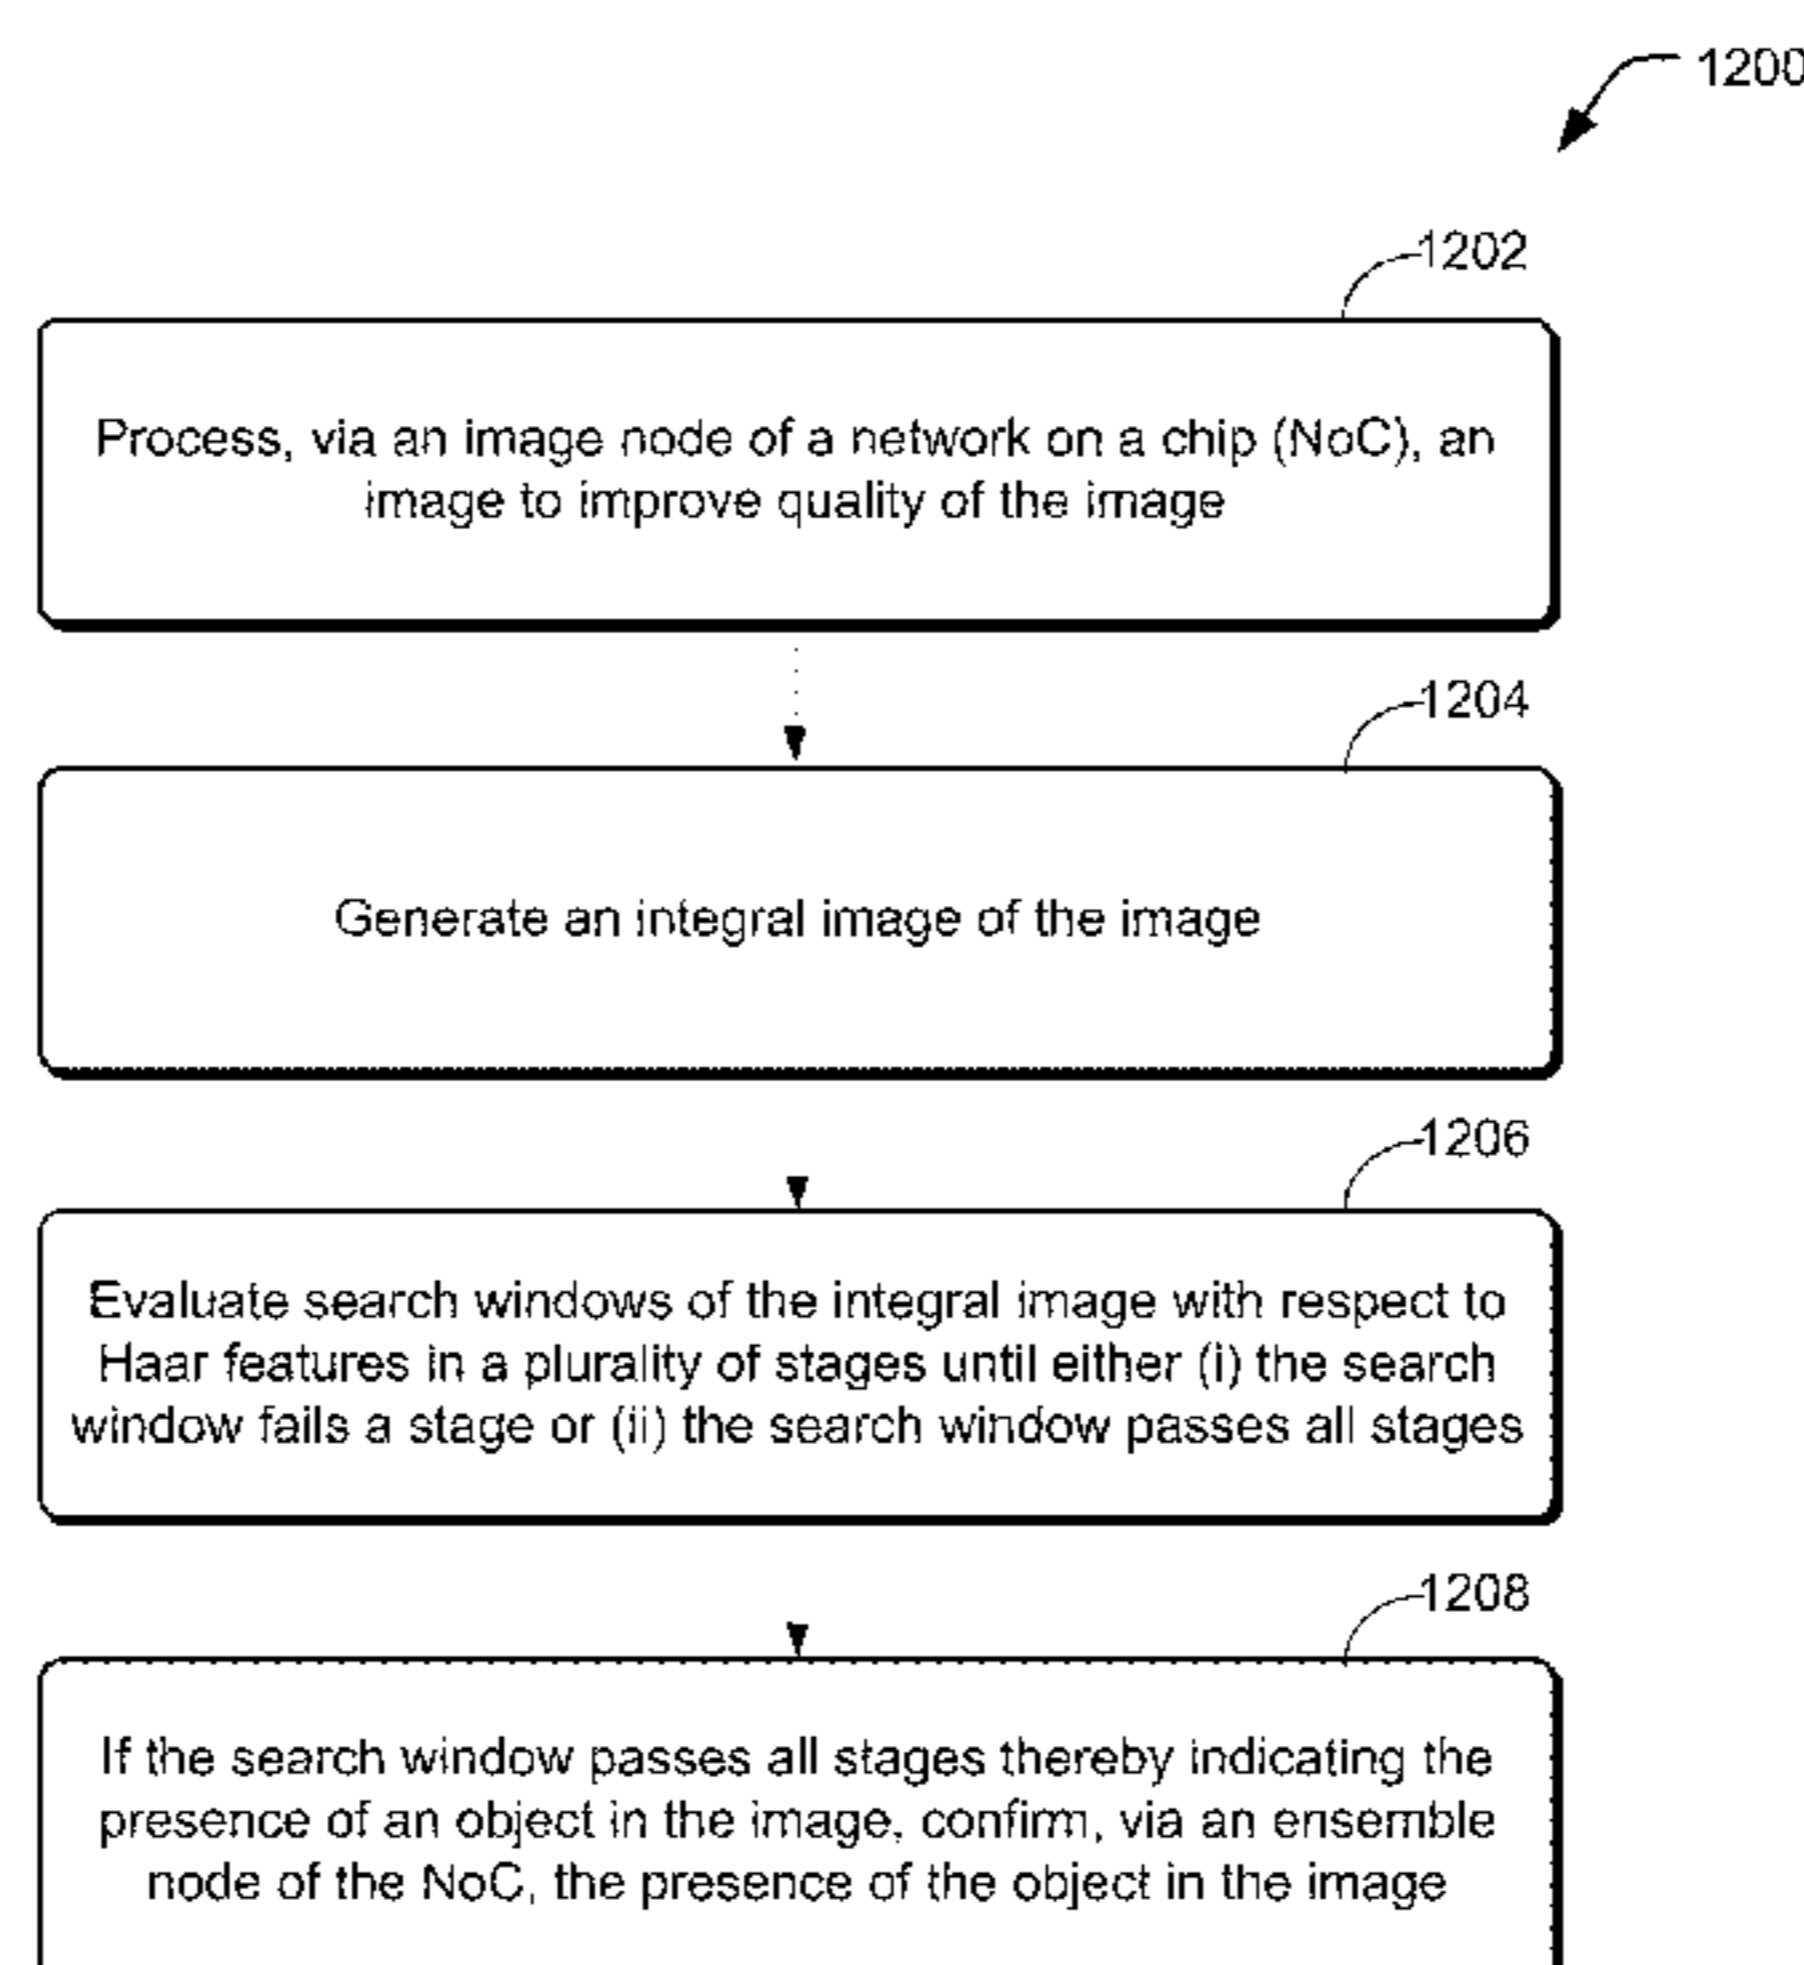 1200
1202
Process, via an image node of a network on a chip (NoC), an
image to improve quality of the image
1204
Generate an integral image of the image
1206
Evaluate search windows of the integral image with respect to
Haar features in a plurality of stages until either (i) the search
window fails a stage or (ii) the search window passes all stages
1208
If the search window passes all stages thereby indicating the
presence of an object in the image, confirm, via an ensemble
node of the NoC, the presence of the object in the image